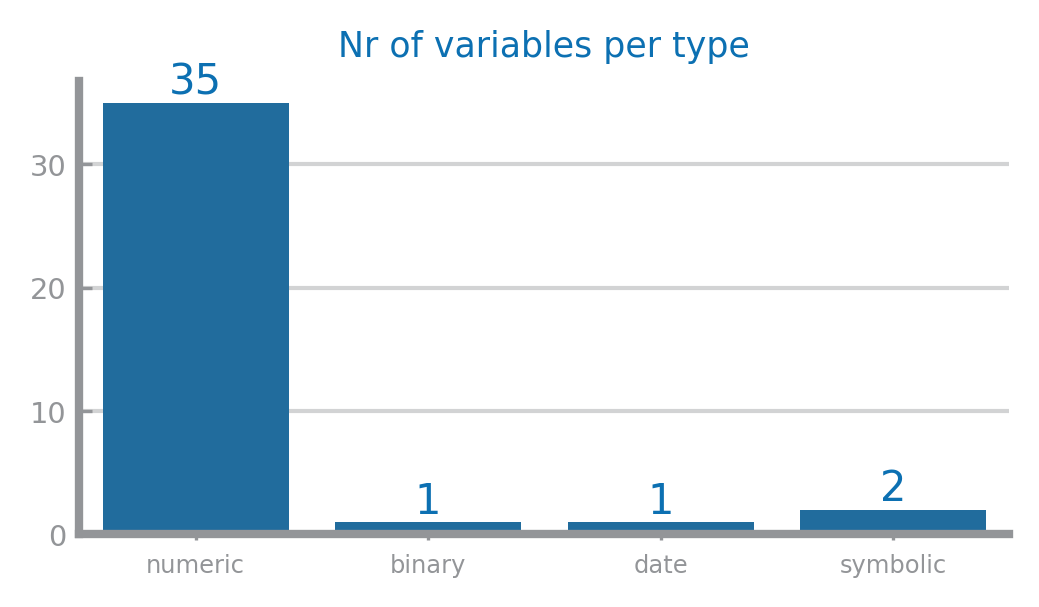 Nr of variables per type
35
30
20
10
0
1
1
2
numeric
binary
date
symbolic